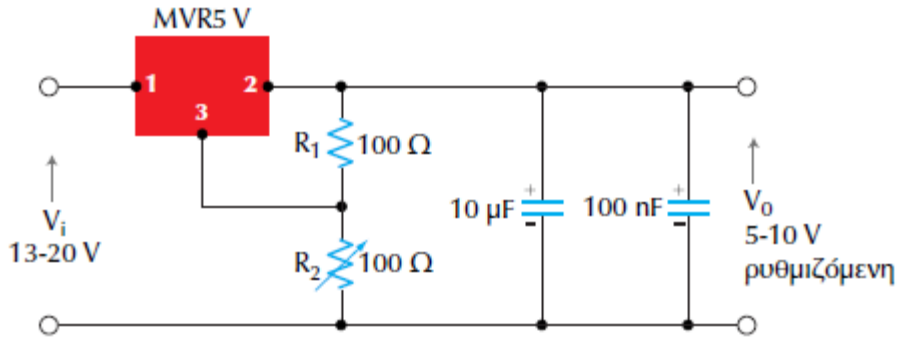 MVR5 V
1
2
3
R1
100 Ω
R2
100 Ω
10 μF
+
-
100 nF
+
-
Vi
13-20 V
V0
5-10 V
ρυθμιζόμενη